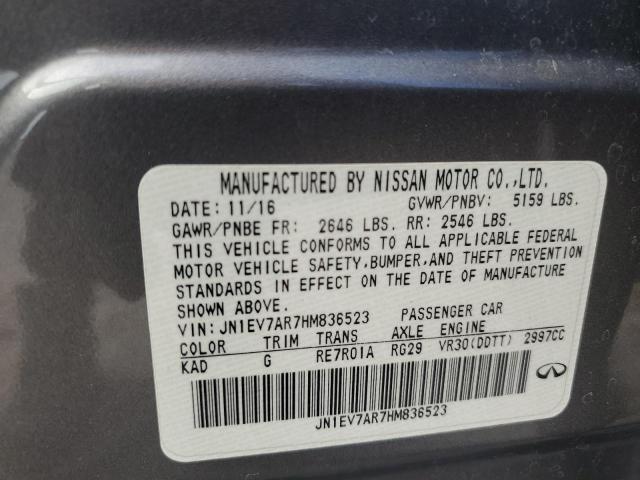 MANUFACTURED BY NISSAN MOTOR CO.,LTD.
DATE: 11/16 GVWR/PNBV: 5159 LBS.
GAWR/PNBE FR: 2646 LBS. RR: 2546 LBS.
THIS VEHICLE CONFORMS TO ALL APPLICABLE FEDERAL
MOTOR VEHICLE SAFETY,BUMPER,AND THEFT PREVENTION
STANDARDS IN EFFECT ON THE DATE OF MANUFACTURE
SHOWN ABOVE.
VIN: JN1EV7AR7HM836523 PASSENGER CAR
COLOR TRIM TRANS AXLE ENGINE
KAD G RE7R01A RG29 VR30(DDTT) 2997CC
JN1EV7AR7HM836523